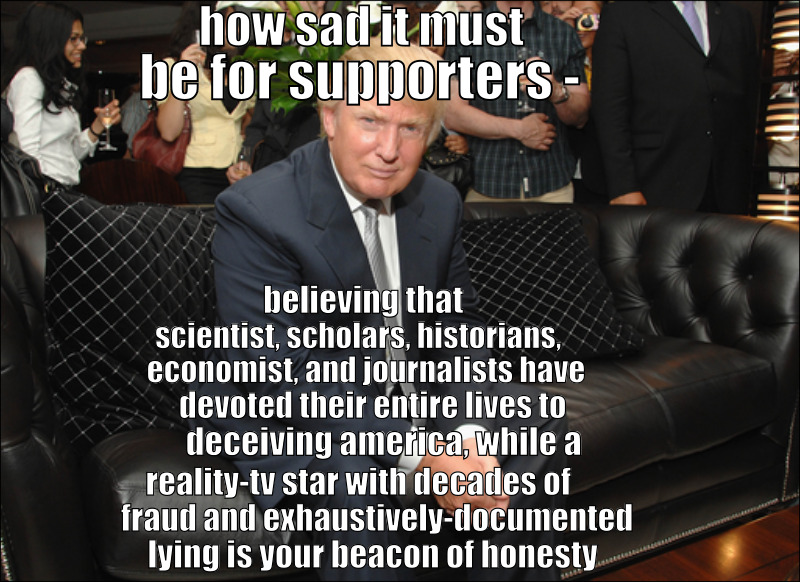 how sad it must
be for supporters -
believing that
scientist, scholars, historians,
economist, and journalists have
devoted their entire lives to
deceiving america, while a
reality-tv star with decades of
fraud and exhaustively-documented
lying is your beacon of honesty